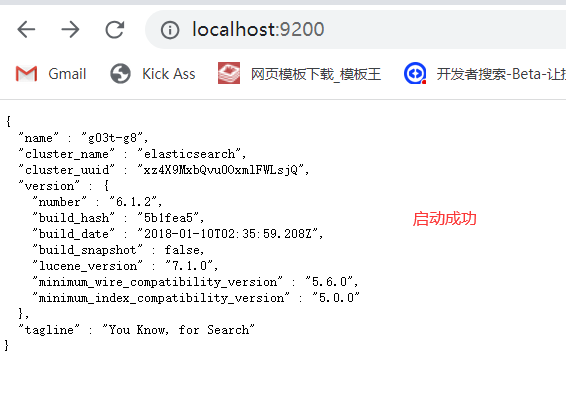 localhost:9200
Gmail Kick Ass 网页模板下载_模板王 开发者搜索-Beta-让技
{
"name" : "g03t-g8",
"cluster_name" : "elasticsearch",
"cluster_uuid" : "xz4X9MxbQvu0OxmlFWLsjQ",
"version" : {
"number" : "6.1.2",
"build_hash" : "5b1fea5",
"build_date" : "2018-01-10T02:35:59.208Z",
"build_snapshot" : false,
"lucene_version" : "7.1.0",
"minimum_wire_compatibility_version" : "5.6.0",
"minimum_index_compatibility_version" : "5.0.0"
},
"tagline" : "You Know, for Search"
}
启动成功